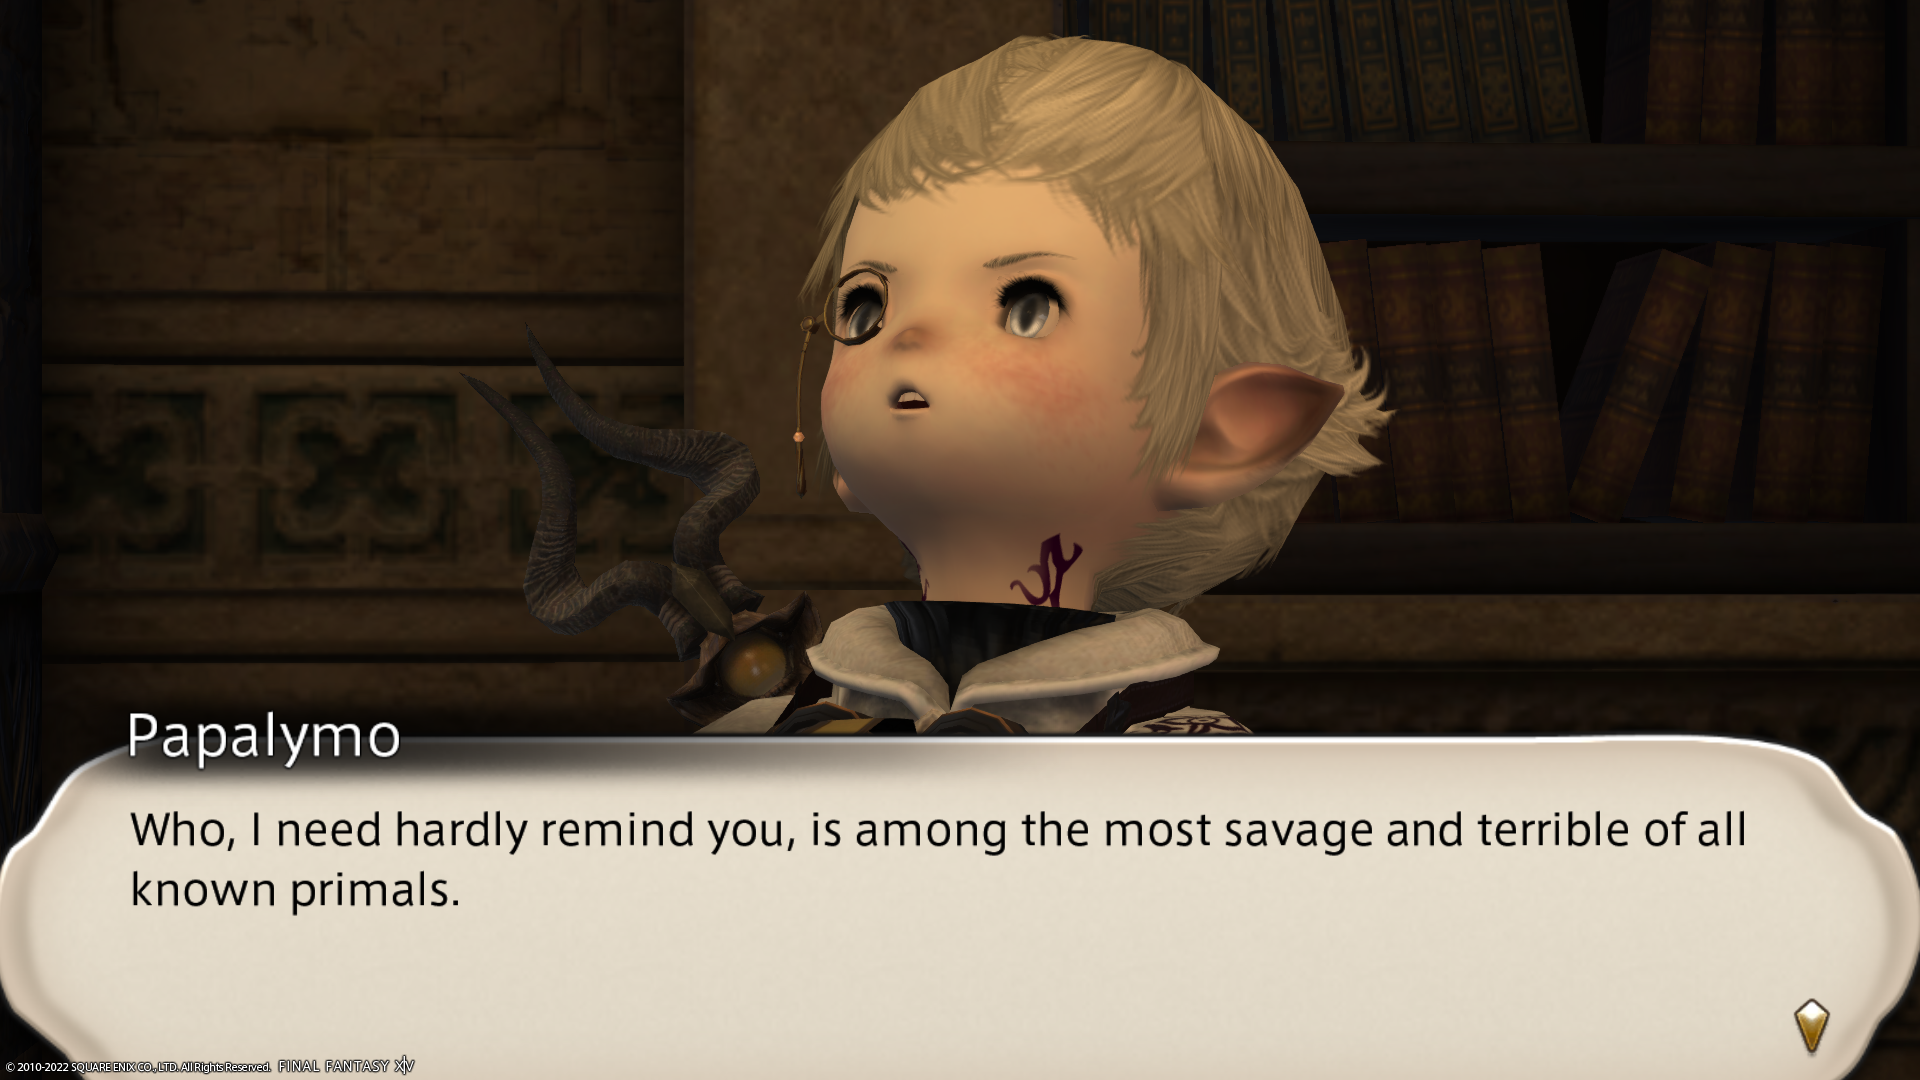 Papalymo
Who, I need hardly remind you, is among the most savage and terrible of all
known primals.
© 2010-2022 SQUARE ENIX CO., LTD. All Rights Reserved. FINAL FANTASY XIV